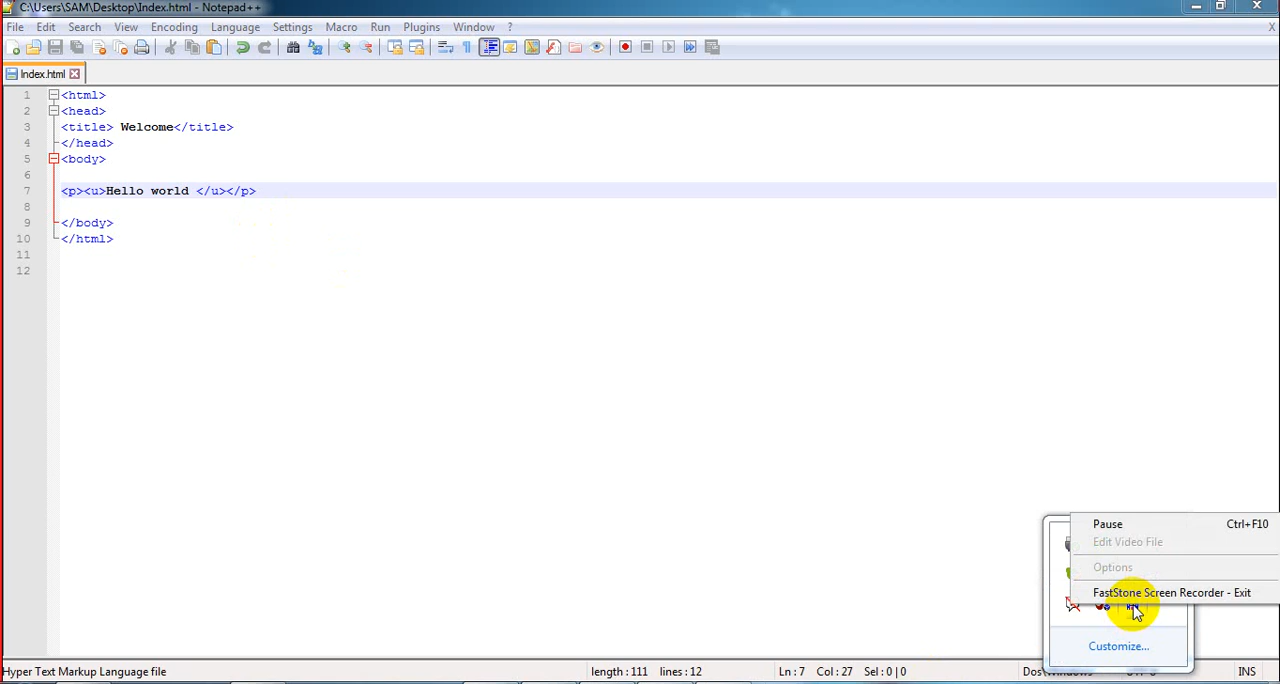 C:\Users\SAM\Desktop\Index.html - Notepad++
File Edit Search View Encoding Language Settings Macro Run Plugins Window ?
X
Index.html
1 <html>
2 <head>
3 <title> Welcome</title>
4 </head>
5 <body>
6
7 <p><u>Hello world </u></p>
8
9 </body>
10 </html>
11
12
Pause Ctrl+F10
Edit Video File
Options
FastStone Screen Recorder - Exit
Customize...
Hyper Text Markup Language file length : 111 lines : 12 Ln : 7 Col : 27 Sel : 0 | 0 INS